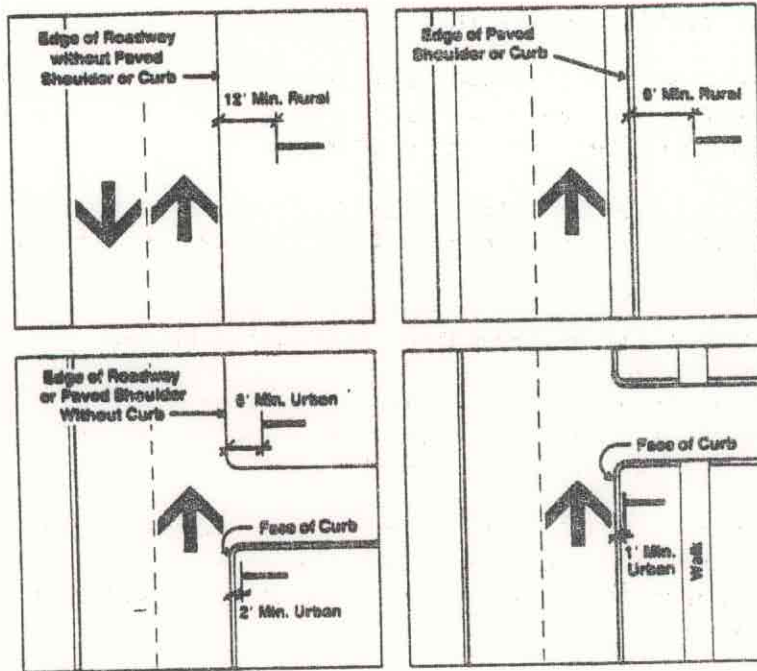 Edge of Roadway
without Paved
Shoulder or Curb
12' Min. Rural
Edge of Paved
Shoulder or Curb
6' Min. Rural
Edge of Roadway
or Paved Shoulder
Without Curb
6' Min. Urban
Face of Curb
2' Min. Urban
Face of Curb
1' Min.
Urban
Walk